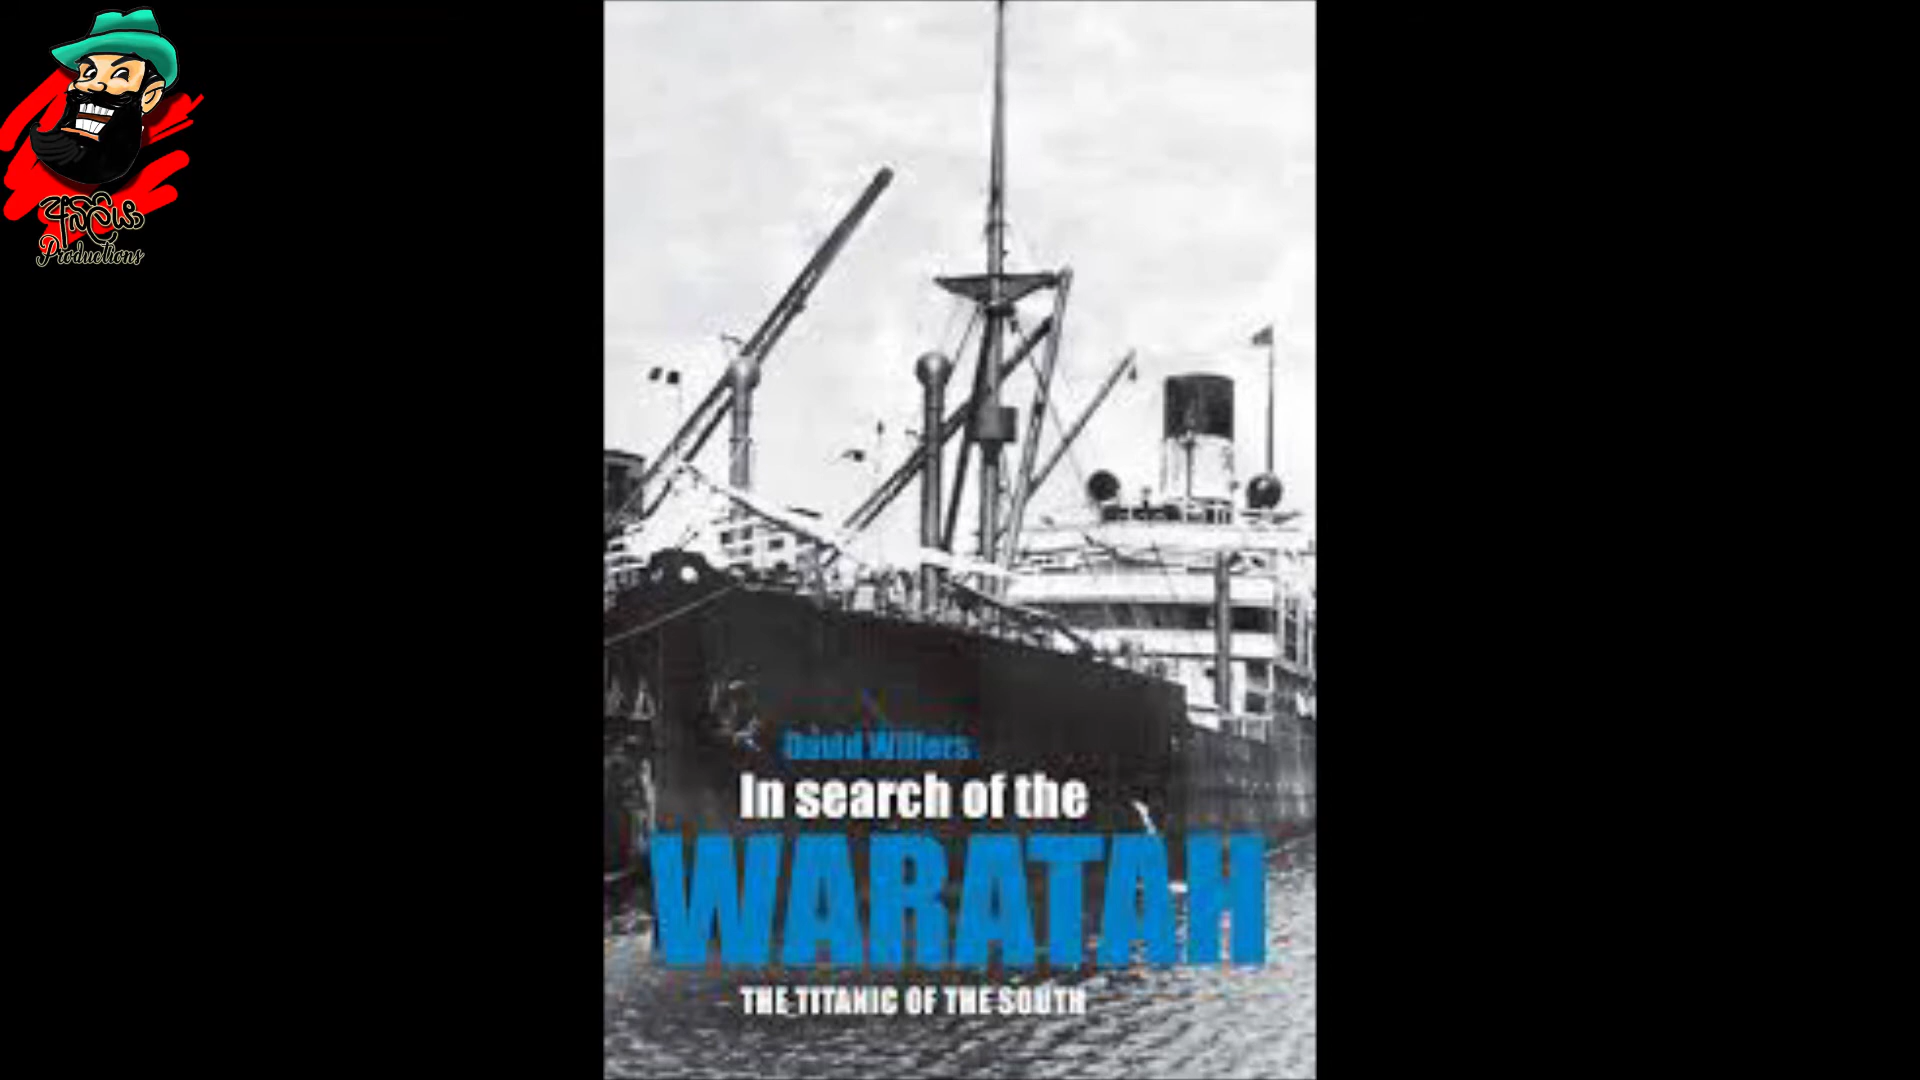 Productions
David Willers
In search of the
WARATAH
THE TITANIC OF THE SOUTH